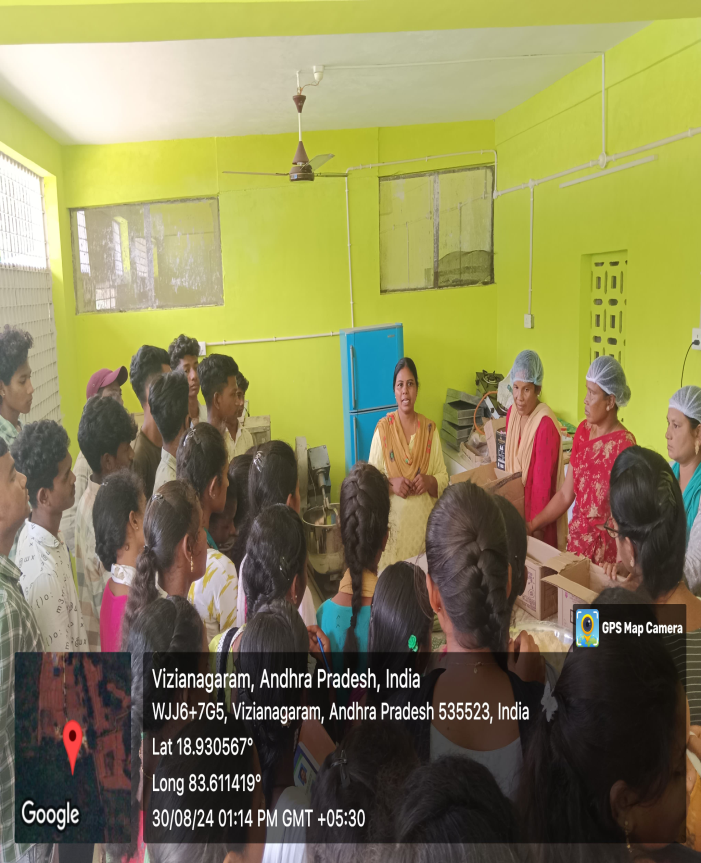 GPS Map Camera
Vizianagaram, Andhra Pradesh, India
WJJ6+7G5, Vizianagaram, Andhra Pradesh 535523, India
Lat 18.930567°
Long 83.611419°
30/08/24 01:14 PM GMT +05:30
Google